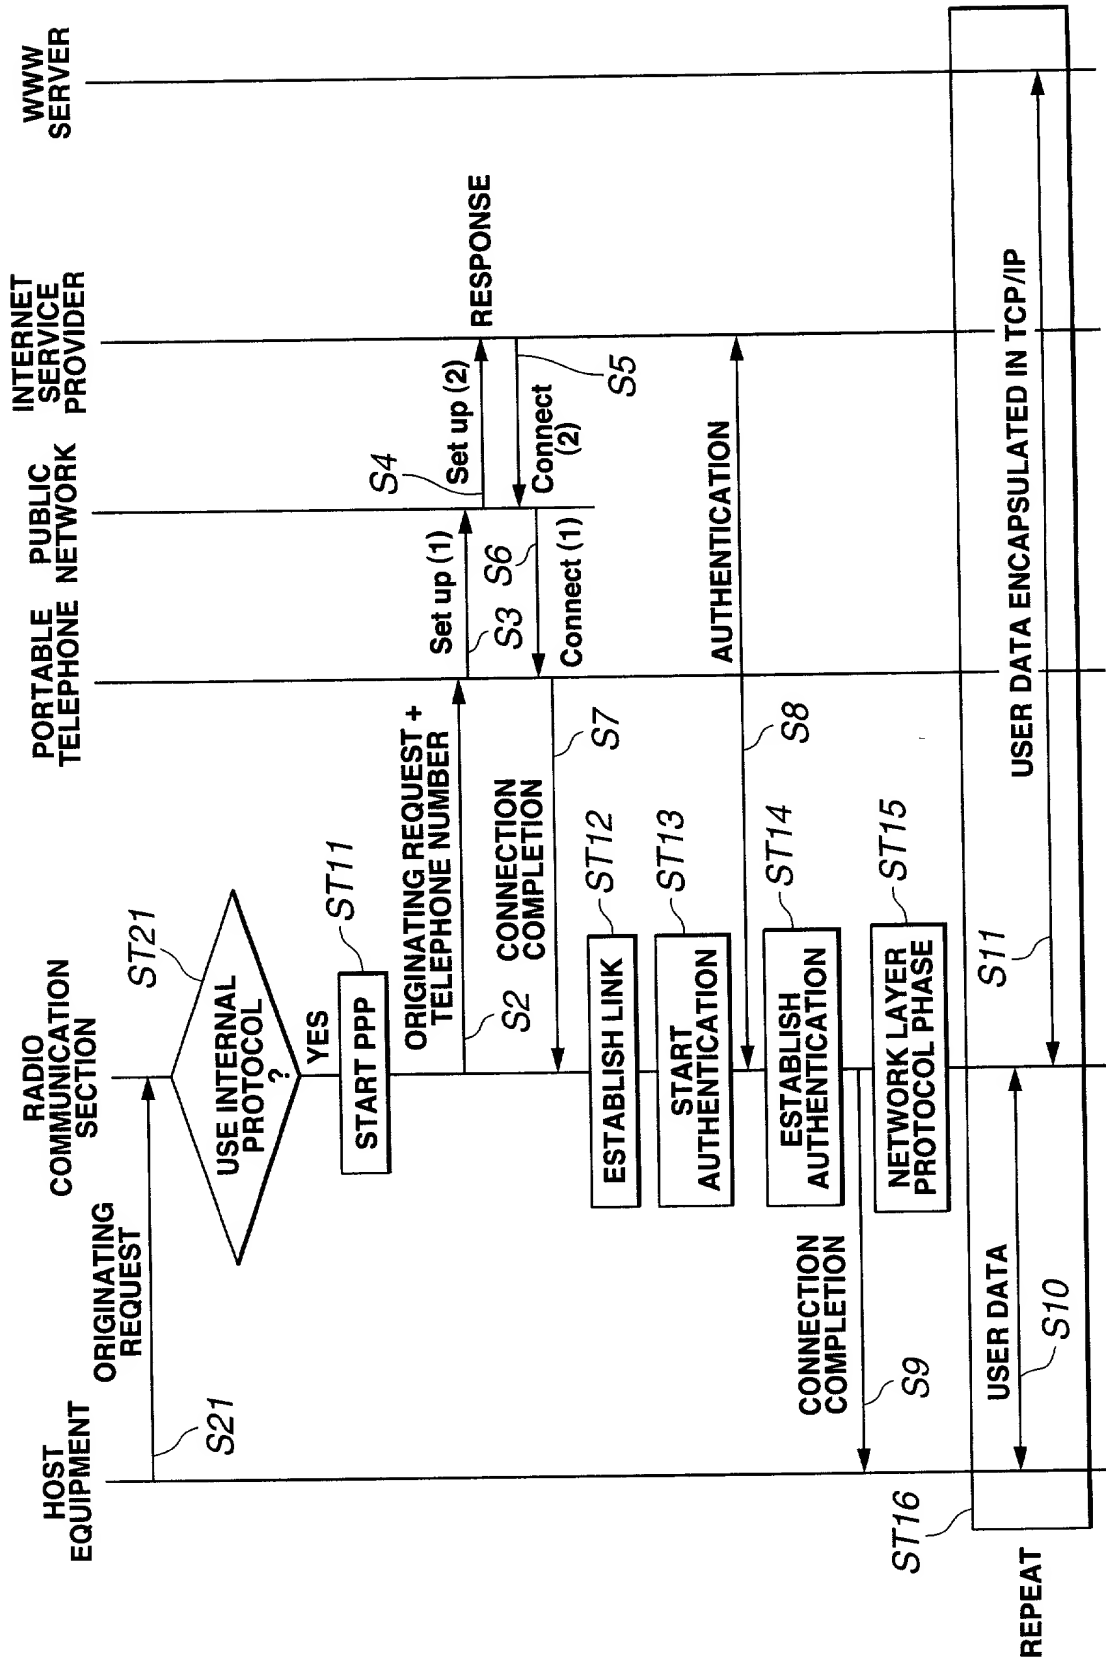 HOST
EQUIPMENT
RADIO
COMMUNICATION
SECTION
PORTABLE
TELEPHONE
PUBLIC
NETWORK
INTERNET
SERVICE
PROVIDER
WWW
SERVER
ORIGINATING
REQUEST
S21
ST21
USE INTERNAL
PROTOCOL
?
YES
START PPP
ST11
ORIGINATING REQUEST +
TELEPHONE NUMBER
S2
Set up (1)
S3
Set up (2)
S4
RESPONSE
Connect
(2)
S5
Connect (1)
S6
CONNECTION
COMPLETION
S7
ESTABLISH LINK
ST12
START
AUTHENTICATION
ST13
AUTHENTICATION
S8
ESTABLISH
AUTHENTICATION
ST14
CONNECTION
COMPLETION
S9
NETWORK LAYER
PROTOCOL PHASE
ST15
ST16
REPEAT
USER DATA
S10
USER DATA ENCAPSULATED IN TCP/IP
S11